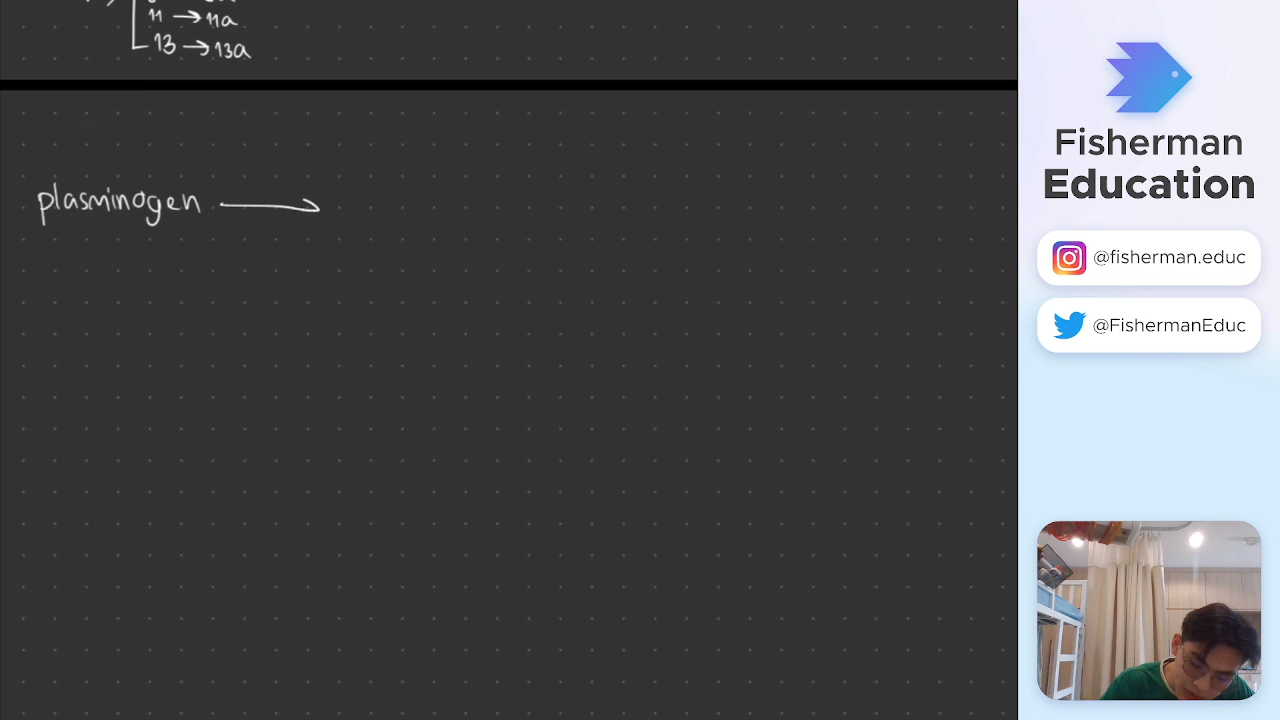 11 → 11a
13 → 13a
plasminogen →
Fisherman
Education
@fisherman.educ
@FishermanEduc